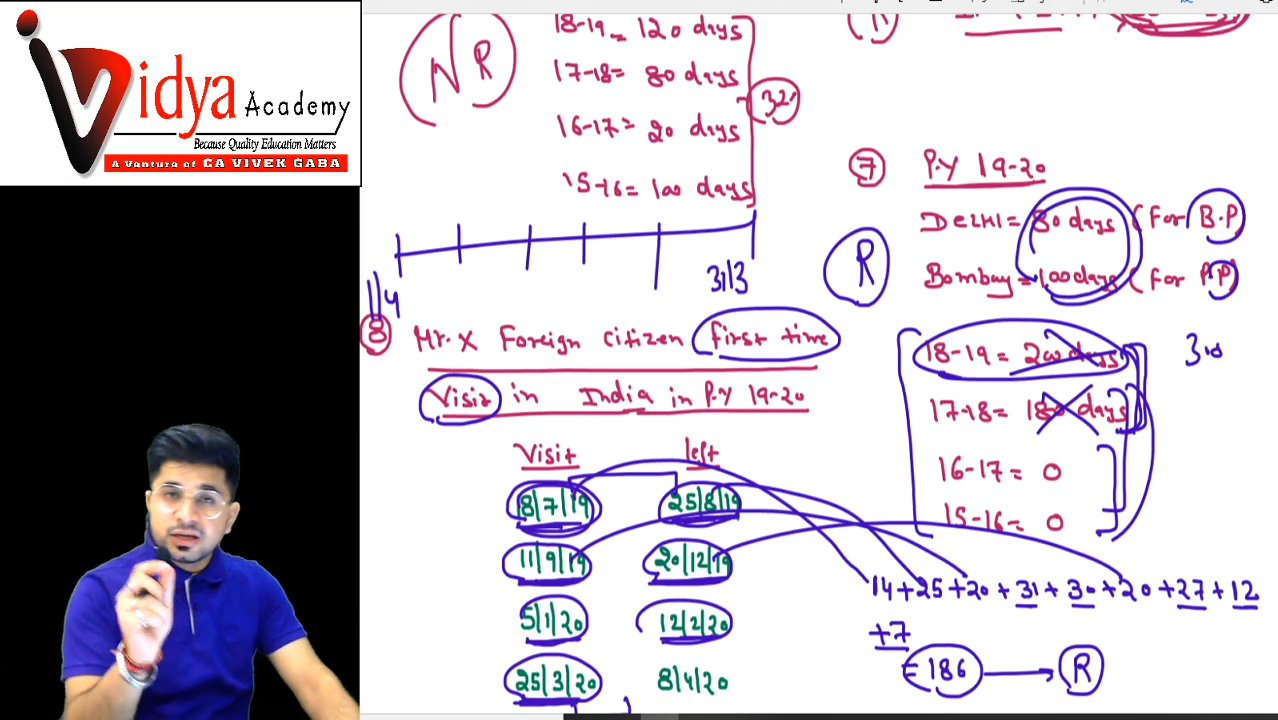 Vidya Academy
Because Quality Education Matters
A Ventura of CA VIVEK GABA
NR
18-19 = 120 days
17-18 = 80 days
16-17 = 20 days
15-16 = 100 days
31/3
1/4
⑧ Mr. X Foreign citizen first time
Visit in India in P.Y 19-20
Visit left
8/7/19 25/8/19
11/9/19 20/12/19
5/1/20 12/2/20
25/3/20 8/4/20
⑦ P.Y 19-20
R
Delhi = 80 days (for B.P)
Bombay = 100 days (for P.P)
18-19 = 200 days
17-18 = 180 days
16-17 = 0
15-16 = 0
14+25+20+31+30+20+27+12
+7
= 186 → R